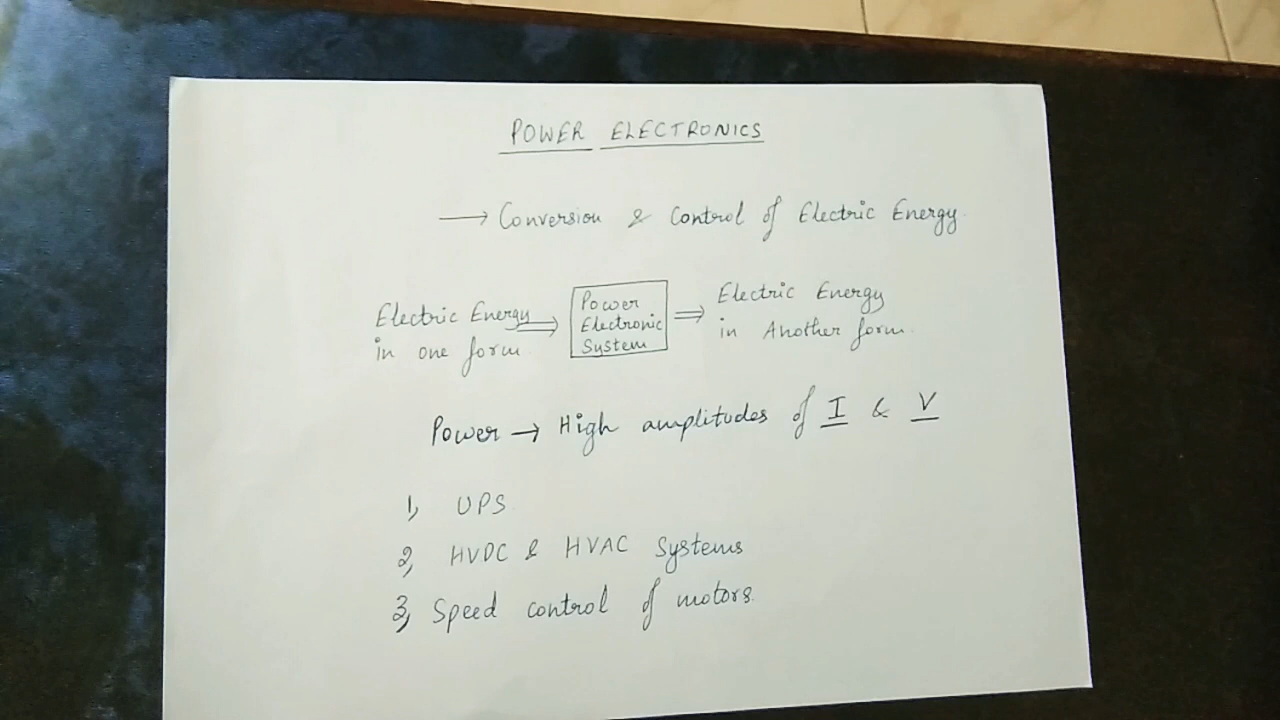 POWER ELECTRONICS
→ Conversion & Control of Electric Energy.
Electric Energy
in one form.
⇒
Power
Electronic
System
⇒
Electric Energy
in Another form.
Power → High amplitudes of I & V
1, UPS
2, HVDC & HVAC Systems
3, Speed control of motors.